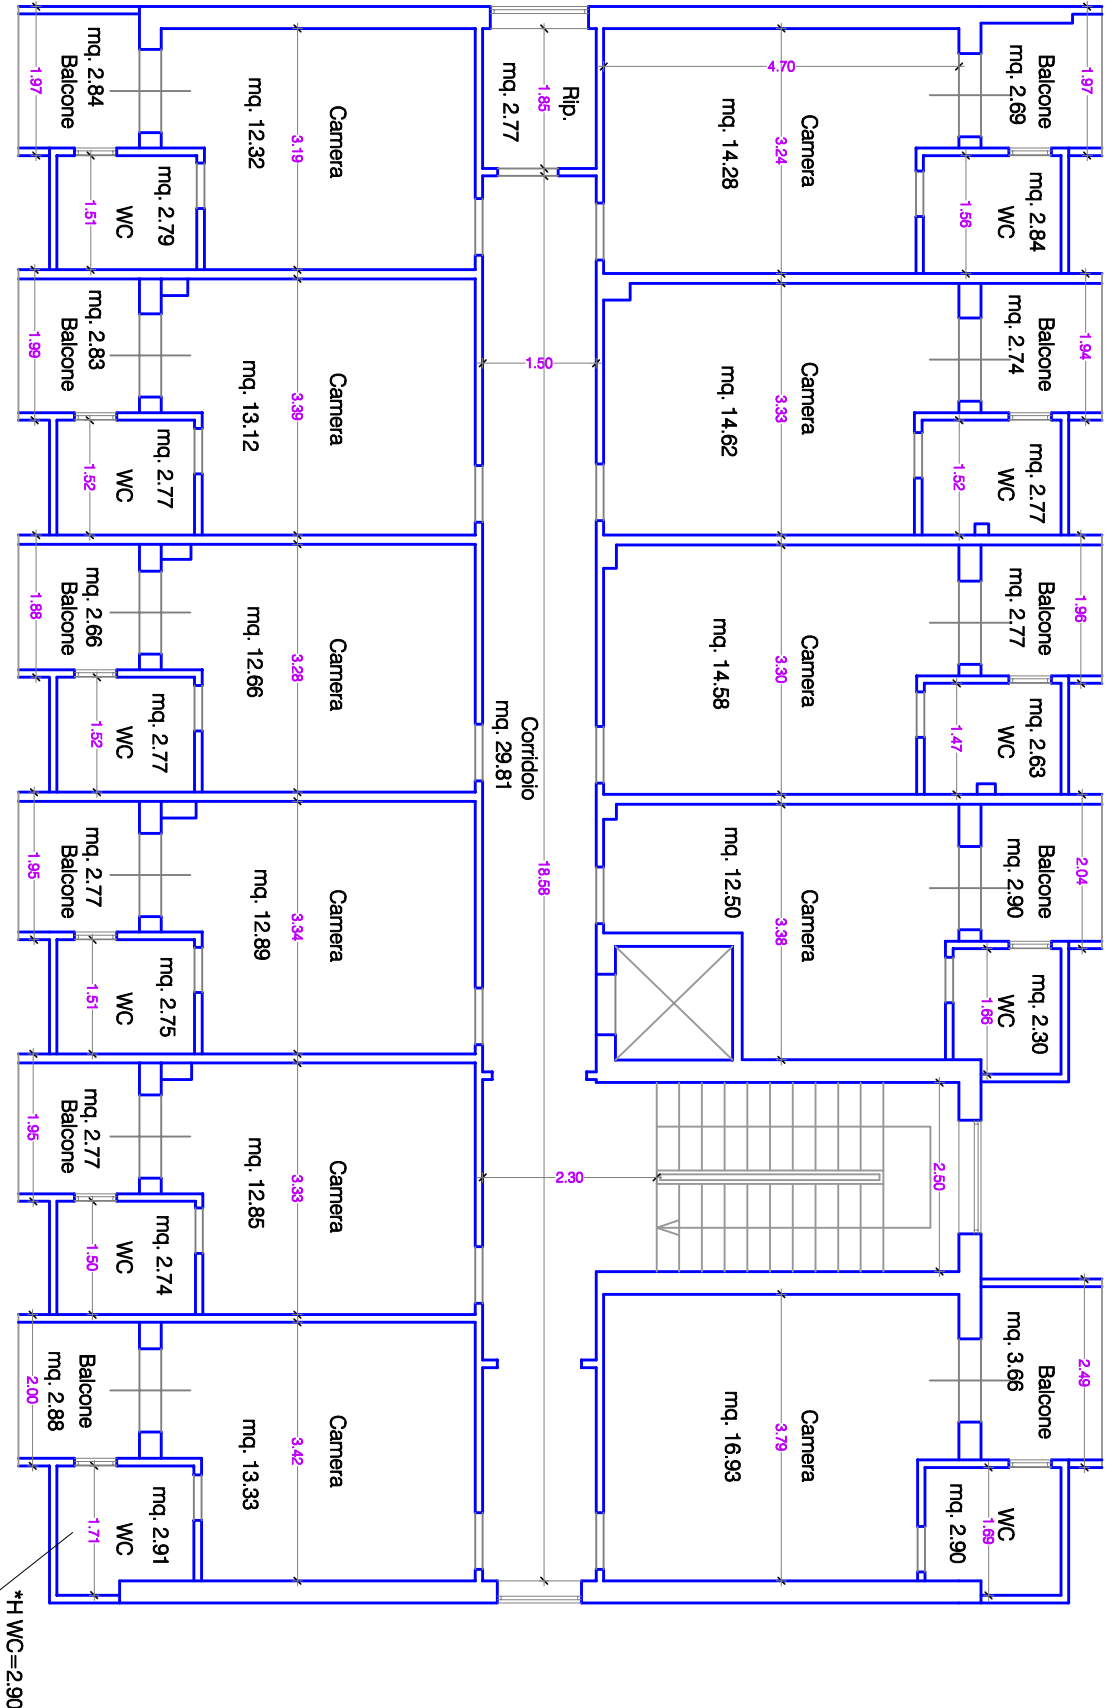 1.97
Balcone
mq. 2.69
4.70
Camera
3.24
mq. 14.28
mq. 2.84
WC
1.56
Rip.
1.85
mq. 2.77
Camera
3.19
mq. 12.32
mq. 2.84
Balcone
1.97
mq. 2.79
WC
1.51
1.94
Balcone
mq. 2.74
Camera
3.33
mq. 14.62
mq. 2.77
WC
1.52
1.50
Camera
3.39
mq. 13.12
mq. 2.83
Balcone
1.99
mq. 2.77
WC
1.52
1.96
Balcone
mq. 2.77
Camera
3.30
mq. 14.58
mq. 2.63
WC
1.47
Corridoio
mq. 29.81
18.58
Camera
3.28
mq. 12.66
mq. 2.66
Balcone
1.88
mq. 2.77
WC
1.52
2.04
Balcone
mq. 2.90
Camera
3.38
mq. 12.50
mq. 2.30
WC
1.66
Camera
3.34
mq. 12.89
mq. 2.77
Balcone
1.95
mq. 2.75
WC
1.51
2.50
2.30
Camera
3.33
mq. 12.85
mq. 2.77
Balcone
1.95
mq. 2.74
WC
1.50
2.49
Balcone
mq. 3.66
Camera
3.79
mq. 16.93
WC
1.69
mq. 2.90
Camera
3.42
mq. 13.33
Balcone
mq. 2.88
2.00
mq. 2.91
WC
1.71
*H WC=2.90